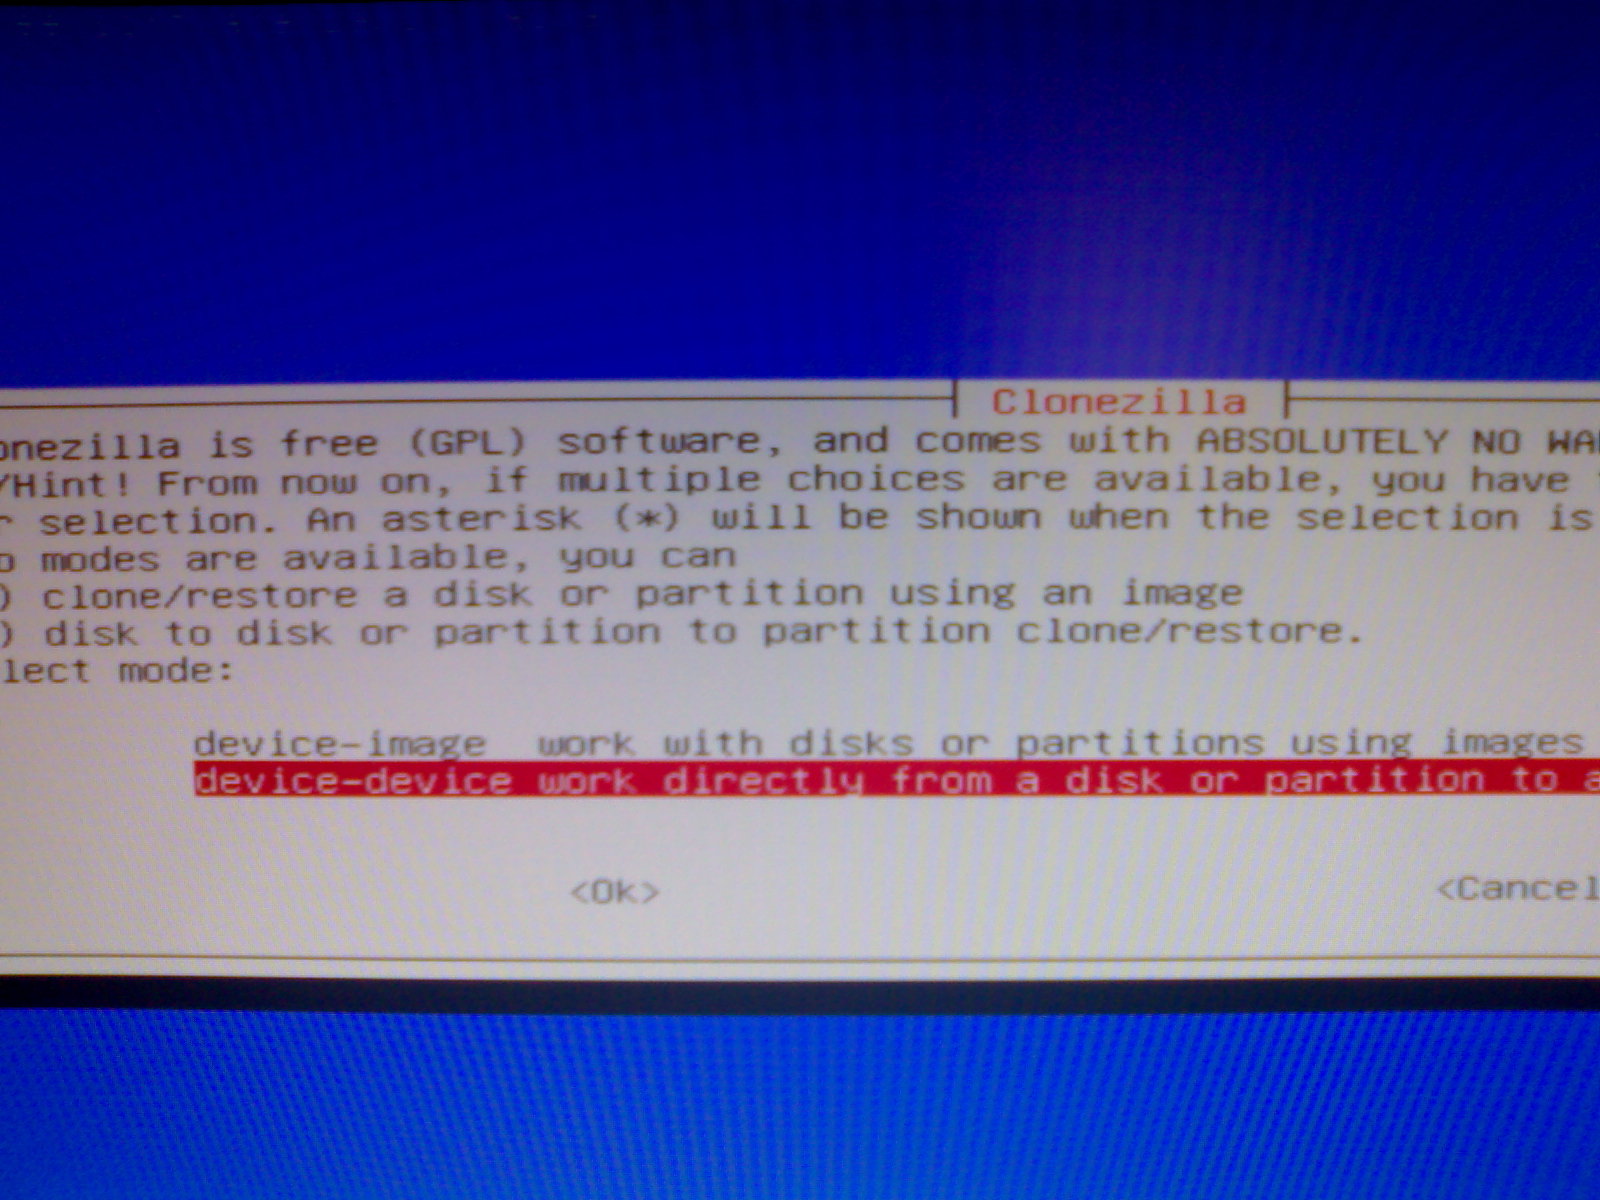 Clonezilla
onezilla is free (GPL) software, and comes with ABSOLUTELY NO WA
/Hint! From now on, if multiple choices are available, you have
r selection. An asterisk (*) will be shown when the selection is
o modes are available, you can
) clone/restore a disk or partition using an image
) disk to disk or partition to partition clone/restore.
lect mode:
device-image work with disks or partitions using images
device-device work directly from a disk or partition to a
<Ok> <Cancel